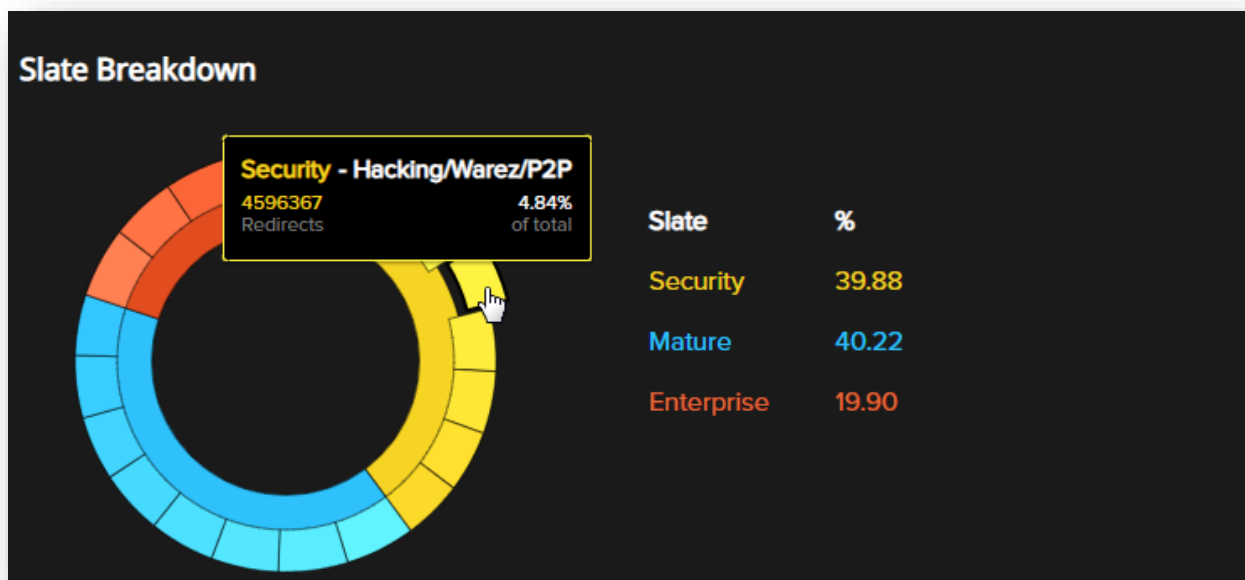 Slate Breakdown
Security - Hacking/Warez/P2P
4596367 4.84%
Redirects of total
Slate %
Security 39.88
Mature 40.22
Enterprise 19.90